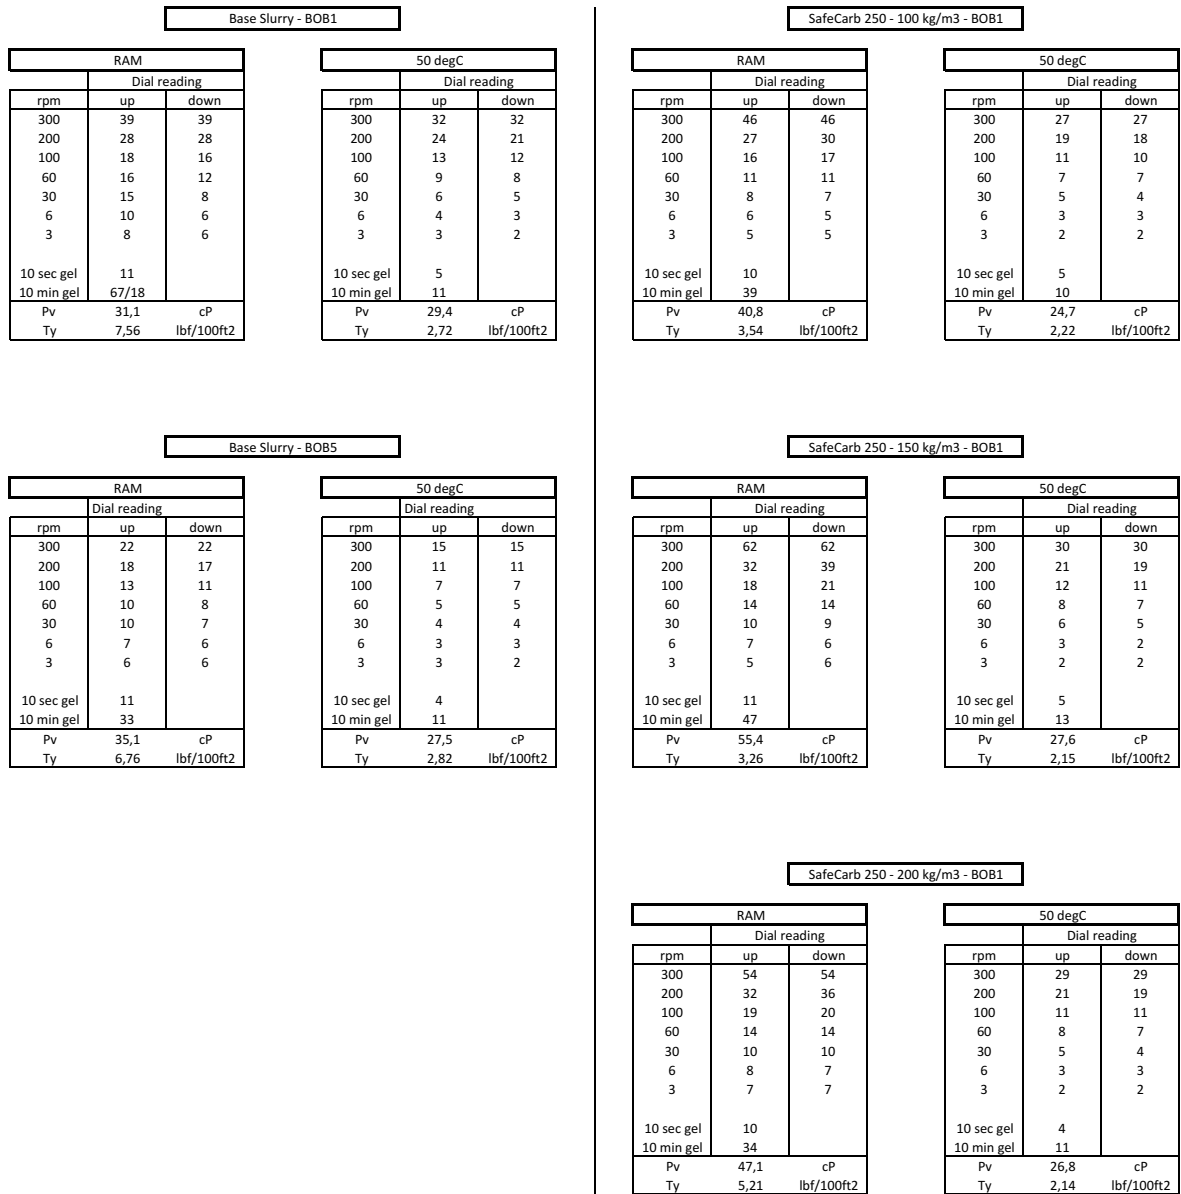 Base Slurry - BOB1
RAM
Dial reading
rpm up down
300 39 39
200 28 28
100 18 16
60 16 12
30 15 8
6 10 6
3 8 6
10 sec gel 11
10 min gel 67/18
Pv 31,1 cP
Ty 7,56 lbf/100ft2
50 degC
Dial reading
rpm up down
300 32 32
200 24 21
100 13 12
60 9 8
30 6 5
6 4 3
3 3 2
10 sec gel 5
10 min gel 11
Pv 29,4 cP
Ty 2,72 lbf/100ft2
Base Slurry - BOB5
RAM
Dial reading
rpm up down
300 22 22
200 18 17
100 13 11
60 10 8
30 10 7
6 7 6
3 6 6
10 sec gel 11
10 min gel 33
Pv 35,1 cP
Ty 6,76 lbf/100ft2
50 degC
Dial reading
rpm up down
300 15 15
200 11 11
100 7 7
60 5 5
30 4 4
6 3 3
3 3 2
10 sec gel 4
10 min gel 11
Pv 27,5 cP
Ty 2,82 lbf/100ft2
SafeCarb 250 - 100 kg/m3 - BOB1
RAM
Dial reading
rpm up down
300 46 46
200 27 30
100 16 17
60 11 11
30 8 7
6 6 5
3 5 5
10 sec gel 10
10 min gel 39
Pv 40,8 cP
Ty 3,54 lbf/100ft2
50 degC
Dial reading
rpm up down
300 27 27
200 19 18
100 11 10
60 7 7
30 5 4
6 3 3
3 2 2
10 sec gel 5
10 min gel 10
Pv 24,7 cP
Ty 2,22 lbf/100ft2
SafeCarb 250 - 150 kg/m3 - BOB1
RAM
Dial reading
rpm up down
300 62 62
200 32 39
100 18 21
60 14 14
30 10 9
6 7 6
3 5 6
10 sec gel 11
10 min gel 47
Pv 55,4 cP
Ty 3,26 lbf/100ft2
50 degC
Dial reading
rpm up down
300 30 30
200 21 19
100 12 11
60 8 7
30 6 5
6 3 2
3 2 2
10 sec gel 5
10 min gel 13
Pv 27,6 cP
Ty 2,15 lbf/100ft2
SafeCarb 250 - 200 kg/m3 - BOB1
RAM
Dial reading
rpm up down
300 54 54
200 32 36
100 19 20
60 14 14
30 10 10
6 8 7
3 7 7
10 sec gel 10
10 min gel 34
Pv 47,1 cP
Ty 5,21 lbf/100ft2
50 degC
Dial reading
rpm up down
300 29 29
200 21 19
100 11 11
60 8 7
30 5 4
6 3 3
3 2 2
10 sec gel 4
10 min gel 11
Pv 26,8 cP
Ty 2,14 lbf/100ft2